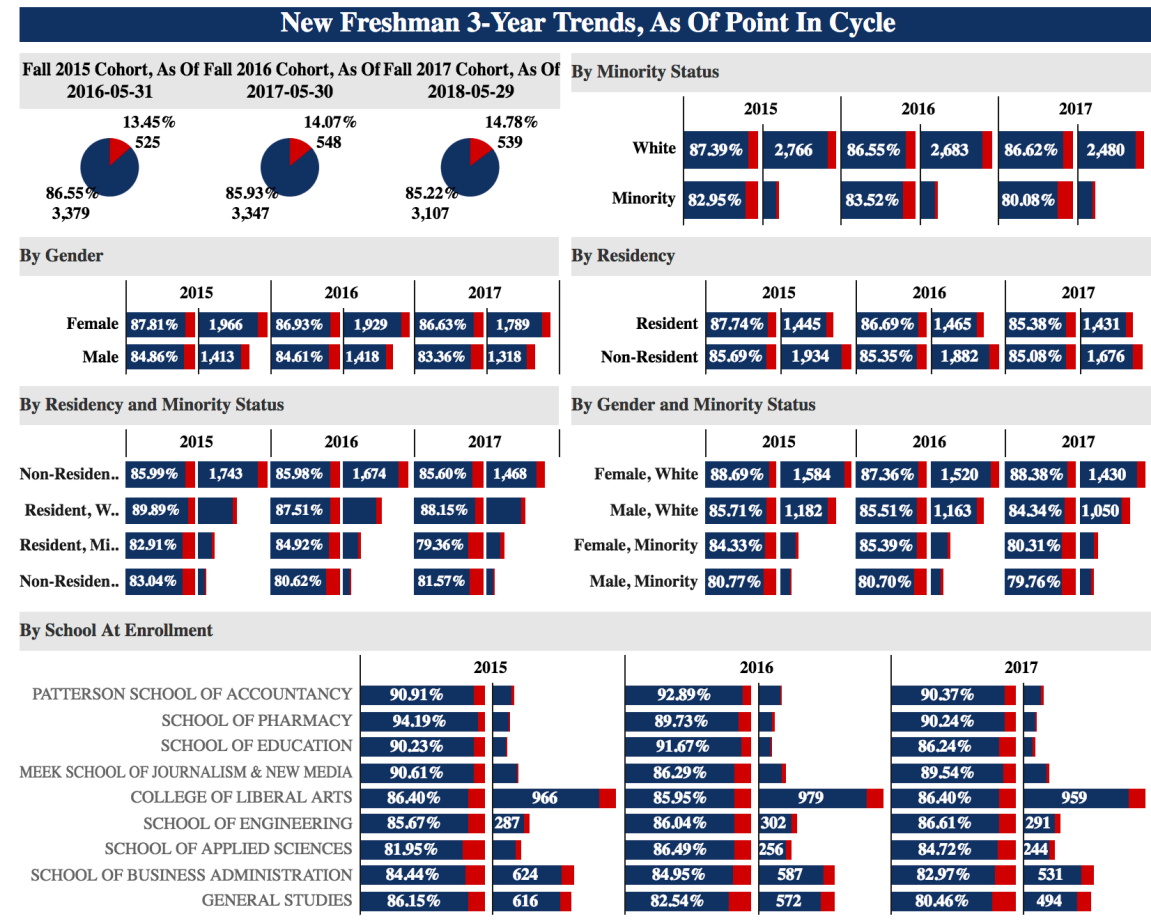 New Freshman 3-Year Trends, As Of Point In Cycle
Fall 2015 Cohort, As Of Fall 2016 Cohort, As Of Fall 2017 Cohort, As Of
2016-05-31 2017-05-30 2018-05-29
13.45% 14.07% 14.78%
525 548 539
86.55% 85.93% 85.22%
3,379 3,347 3,107
By Minority Status
2015 2016 2017
White 87.39% 2,766 86.55% 2,683 86.62% 2,480
Minority 82.95% 83.52% 80.08%
By Gender
2015 2016 2017
Female 87.81% 1,966 86.93% 1,929 86.63% 1,789
Male 84.86% 1,413 84.61% 1,418 83.36% 1,318
By Residency
2015 2016 2017
Resident 87.74% 1,445 86.69% 1,465 85.38% 1,431
Non-Resident 85.69% 1,934 85.35% 1,882 85.08% 1,676
By Residency and Minority Status
2015 2016 2017
Non-Residen.. 85.99% 1,743 85.98% 1,674 85.60% 1,468
Resident, W.. 89.89% 87.51% 88.15%
Resident, Mi.. 82.91% 84.92% 79.36%
Non-Residen.. 83.04% 80.62% 81.57%
By Gender and Minority Status
2015 2016 2017
Female, White 88.69% 1,584 87.36% 1,520 88.38% 1,430
Male, White 85.71% 1,182 85.51% 1,163 84.34% 1,050
Female, Minority 84.33% 85.39% 80.31%
Male, Minority 80.77% 80.70% 79.76%
By School At Enrollment
2015 2016 2017
PATTERSON SCHOOL OF ACCOUNTANCY 90.91% 92.89% 90.37%
SCHOOL OF PHARMACY 94.19% 89.73% 90.24%
SCHOOL OF EDUCATION 90.23% 91.67% 86.24%
MEEK SCHOOL OF JOURNALISM & NEW MEDIA 90.61% 86.29% 89.54%
COLLEGE OF LIBERAL ARTS 86.40% 966 85.95% 979 86.40% 959
SCHOOL OF ENGINEERING 85.67% 287 86.04% 302 86.61% 291
SCHOOL OF APPLIED SCIENCES 81.95% 86.49% 256 84.72% 244
SCHOOL OF BUSINESS ADMINISTRATION 84.44% 624 84.95% 587 82.97% 531
GENERAL STUDIES 86.15% 616 82.54% 572 80.46% 494